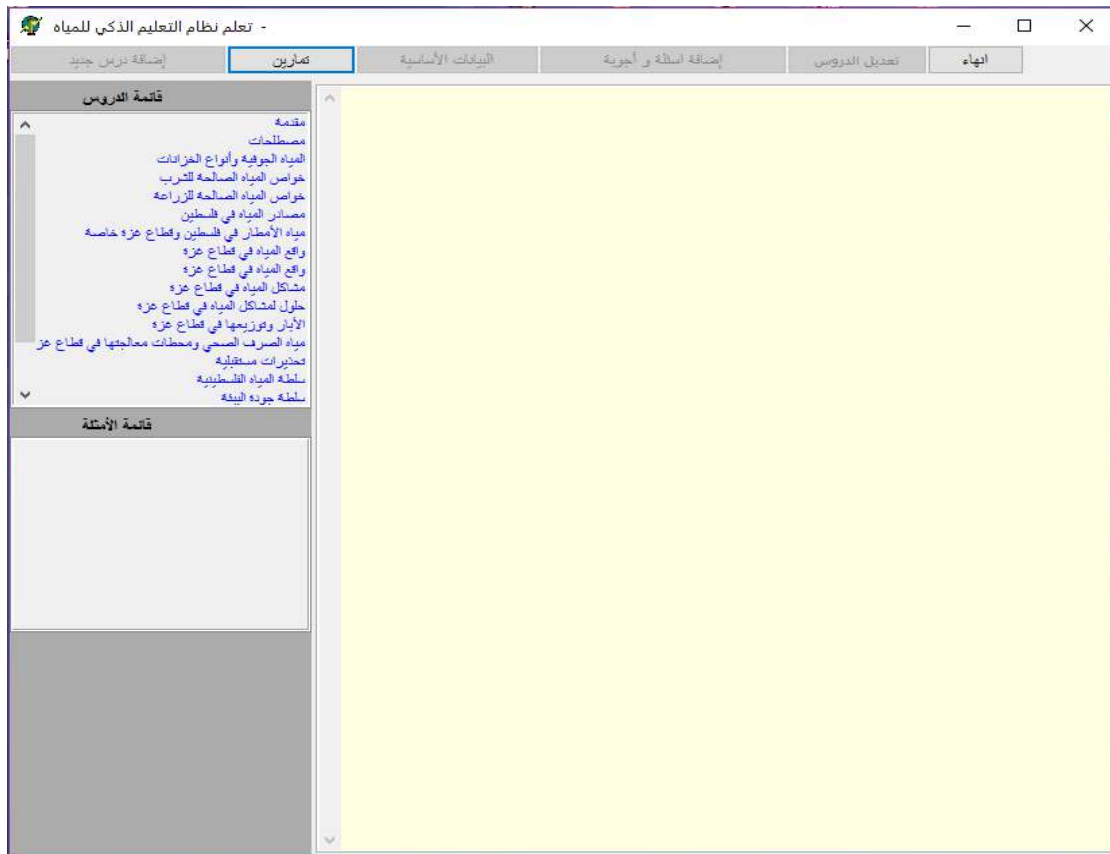 تعلم نظام التعليم الذكي للمياه -
إضافة درس جديد
تمارين
البيانات الأساسية
إضافة اسئلة و أجوبة
تعديل الدروس
انهاء
قائمة الدروس
مقدمة
مصطلحات
المياه الجوفية وأنواع الخزانات
خواص المياه الصالحة للشرب
خواص المياه الصالحة للزراعة
مصادر المياه في فلسطين
مياه الأمطار في فلسطين وقطاع غزة خاصة
واقع المياه في قطاع غزة
واقع المياه في قطاع غزة
مشاكل المياه في قطاع غزة
حلول لمشاكل المياه في قطاع غزة
الآبار وتوزيعها في قطاع غزة
مياه الصرف الصحي ومحطات معالجتها في قطاع غز
تحذيرات مستقبلية
سلطة المياه الفلسطينية
سلطة جودة البيئة
قائمة الأمثلة